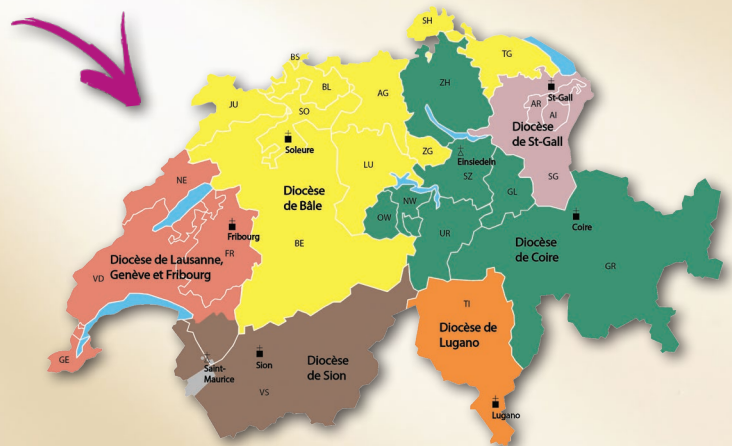 SH
BS
TG
BL
ZH
JU
AG
St-Gall
SO
AR
AI
Diocèse
de St-Gall
Soleure
ZG
Einsiedeln
LU
SZ
NE
SG
Diocèse
de Bâle
GL
NW
OW
Coire
Fribourg
UR
BE
Diocèse
de Coire
FR
Diocèse de Lausanne,
Genève et Fribourg
GR
VD
TI
Diocèse de
Lugano
GE
Saint-
Maurice
Sion
Diocèse
de Sion
VS
Lugano